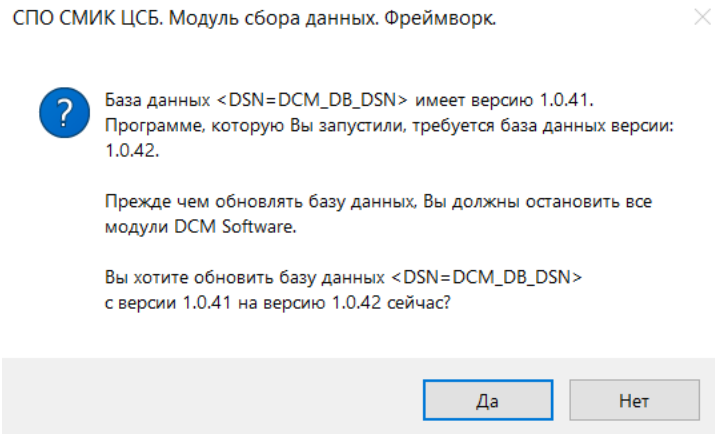 СПО СМИК ЦСБ. Модуль сбора данных. Фреймворк.
База данных <DSN=DCM_DB_DSN> имеет версию 1.0.41.
Программе, которую Вы запустили, требуется база данных версии:
1.0.42.
Прежде чем обновлять базу данных, Вы должны остановить все
модули DCM Software.
Вы хотите обновить базу данных <DSN=DCM_DB_DSN>
с версии 1.0.41 на версию 1.0.42 сейчас?
Да
Нет